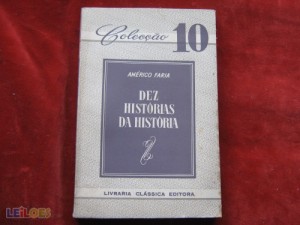 Colecção 10
AMÉRICO FARIA
DEZ
HISTÓRIAS
DA HISTÓRIA
LIVRARIA CLÁSSICA EDITORA
LEILOES